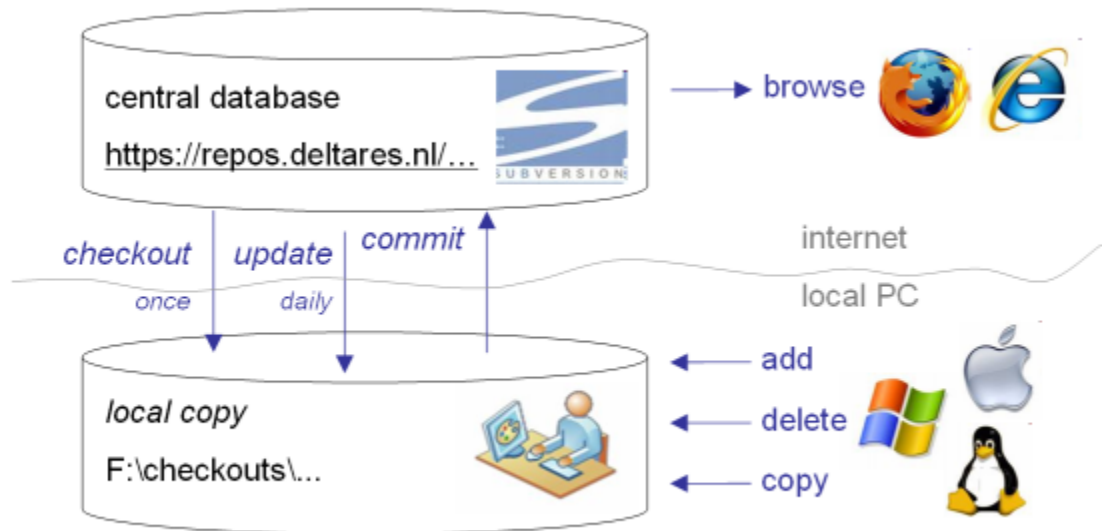 central database
https://repos.deltares.nl/...
SUBVERSION
browse
checkout
update
commit
once
daily
internet
local PC
local copy
F:\checkouts\...
add
delete
copy